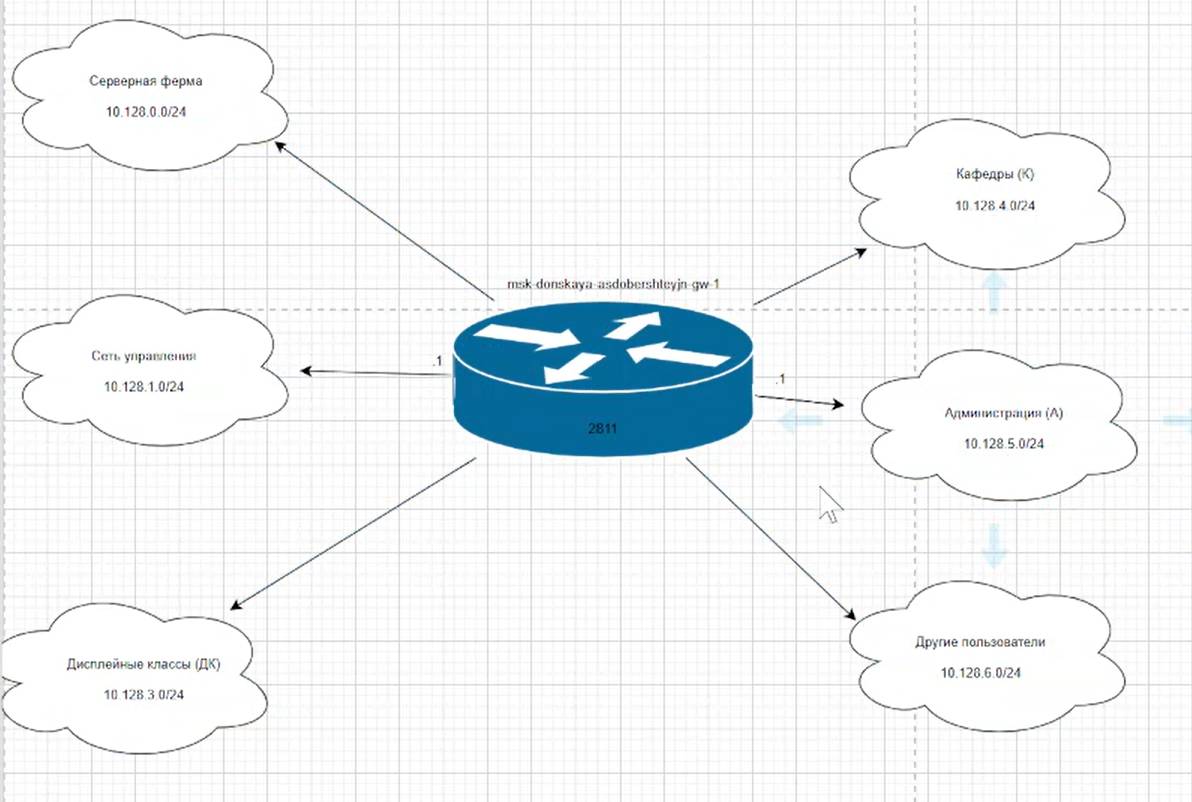 Серверная ферма
10.128.0.0/24
Кафедры (К)
10.128.4.0/24
msk-donskaya-asdobershtejn-gw-1
Сеть управления
10.128.1.0/24
.1
.1
2811
Администрация (А)
10.128.5.0/24
Дисплейные классы (ДК)
10.128.3.0/24
Другие пользователи
10.128.6.0/24